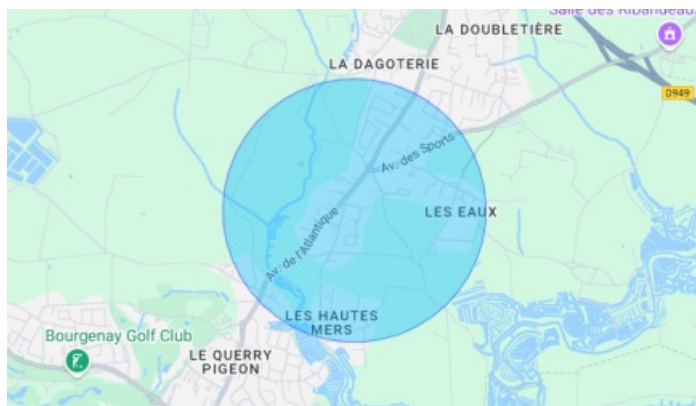 Salle des Ribandeaux
LA DOUBLETIÈRE
LA DAGOTERIE
D949
Av. des Sports
LES EAUX
Av. de l'Atlantique
LES HAUTES
MERS
Bourgenay Golf Club
LE QUERRY
PIGEON